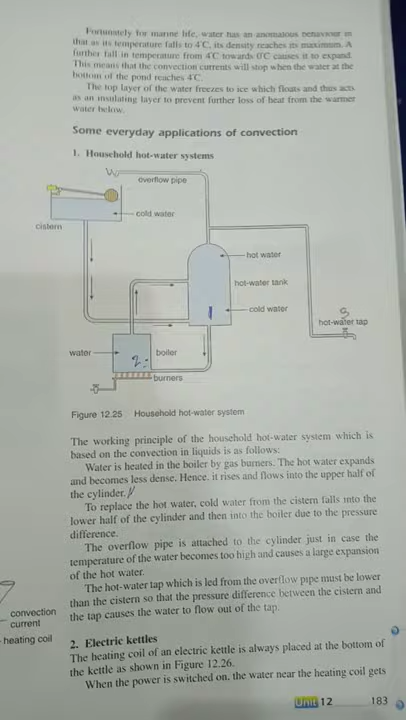 Fortunately for marine life, water has an anomalous behaviour in
that as its temperature falls to 4°C, its density reaches its maximum. A
further fall in temperature from 4°C towards 0°C causes it to expand.
This means that the convection currents will stop when the water at the
bottom of the pond reaches 4°C.
The top layer of the water freezes to ice which floats and thus acts
as an insulating layer to prevent further loss of heat from the warmer
water below.
Some everyday applications of convection
1. Household hot-water systems
overflow pipe
cold water
cistern
hot water
hot-water tank
cold water
1
S
hot-water tap
water
2
boiler
burners
Figure 12.25 Household hot-water system
The working principle of the household hot-water system which is
based on the convection in liquids is as follows:
Water is heated in the boiler by gas burners. The hot water expands
and becomes less dense. Hence, it rises and flows into the upper half of
the cylinder.
To replace the hot water, cold water from the cistern falls into the
lower half of the cylinder and then into the boiler due to the pressure
difference.
The overflow pipe is attached to the cylinder just in case the
temperature of the water becomes too high and causes a large expansion
of the hot water.
The hot-water tap which is led from the overflow pipe must be lower
than the cistern so that the pressure difference between the cistern and
the tap causes the water to flow out of the tap.
convection
current
heating coil
2. Electric kettles
The heating coil of an electric kettle is always placed at the bottom of
the kettle as shown in Figure 12.26.
When the power is switched on, the water near the heating coil gets
Unit 12 183